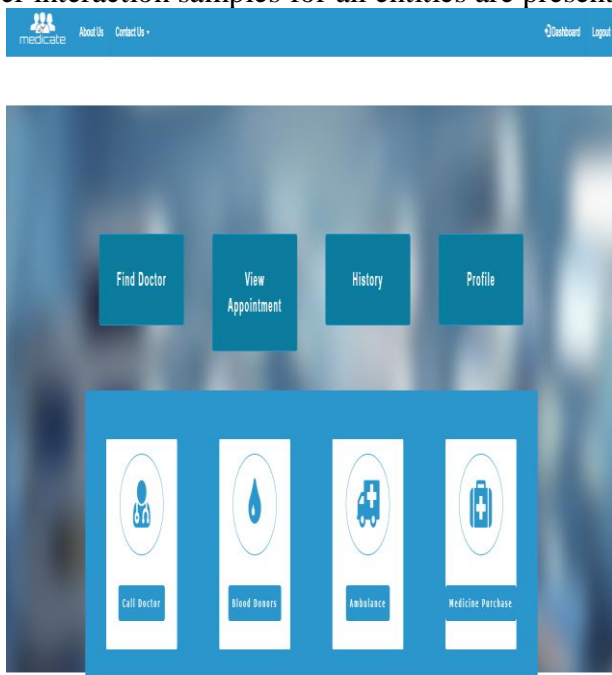 er interaction samples for all entities are present
medicate About Us Contact Us Dashboard Logout
Find Doctor View History Profile
Appointment
Call Doctor Blood Donors Ambulance Medicine Purchase